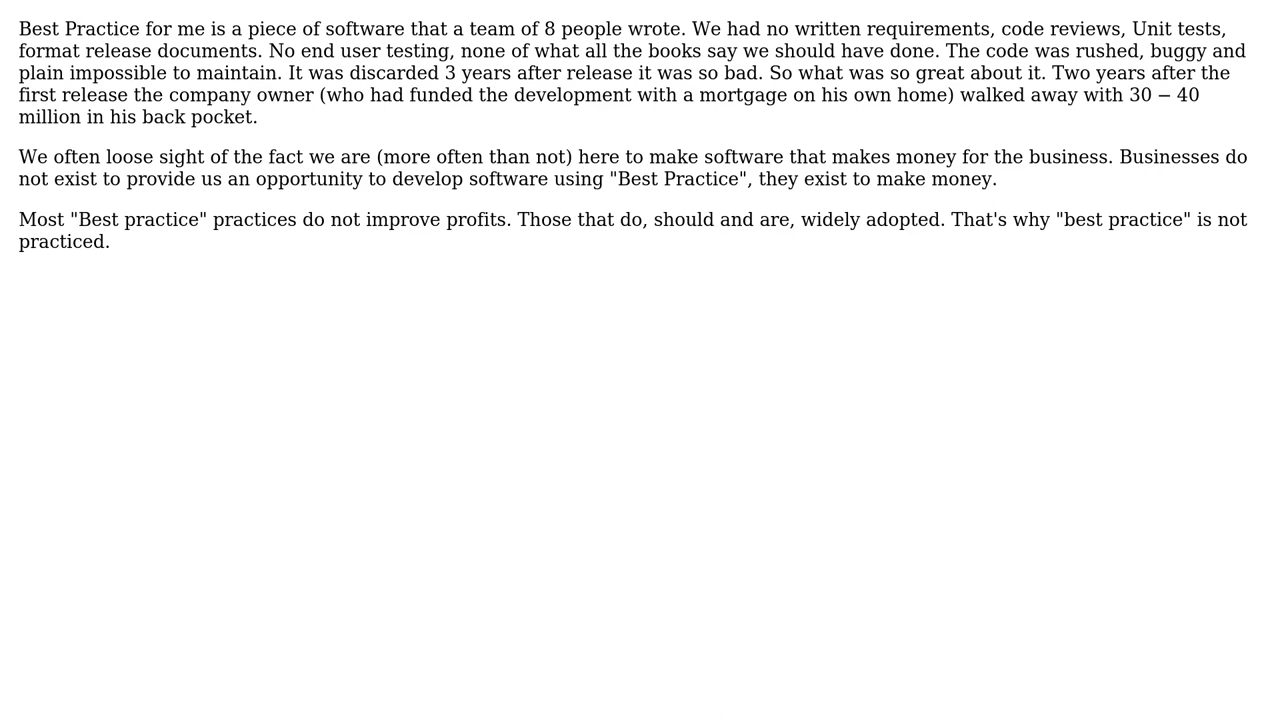 Best Practice for me is a piece of software that a team of 8 people wrote. We had no written requirements, code reviews, Unit tests,
format release documents. No end user testing, none of what all the books say we should have done. The code was rushed, buggy and
plain impossible to maintain. It was discarded 3 years after release it was so bad. So what was so great about it. Two years after the
first release the company owner (who had funded the development with a mortgage on his own home) walked away with 30 − 40
million in his back pocket.
We often loose sight of the fact we are (more often than not) here to make software that makes money for the business. Businesses do
not exist to provide us an opportunity to develop software using "Best Practice", they exist to make money.
Most "Best practice" practices do not improve profits. Those that do, should and are, widely adopted. That's why "best practice" is not
practiced.